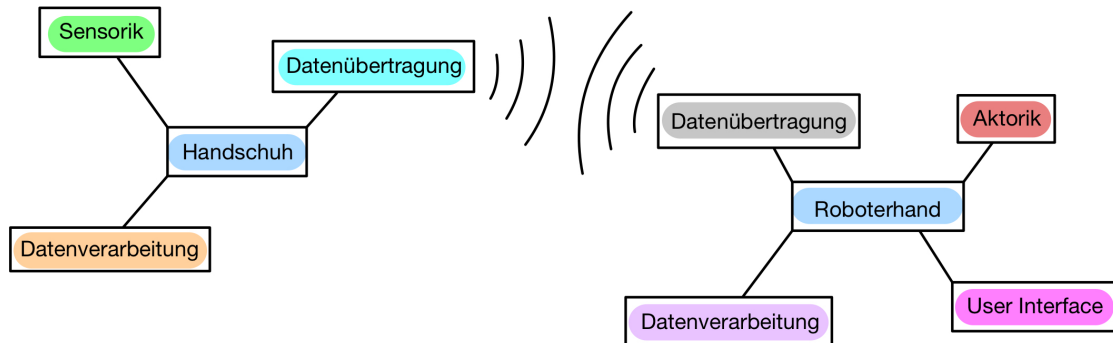 Sensorik
Datenübertragung
Handschuh
Datenverarbeitung
Datenübertragung
Aktorik
Roboterhand
Datenverarbeitung
User Interface